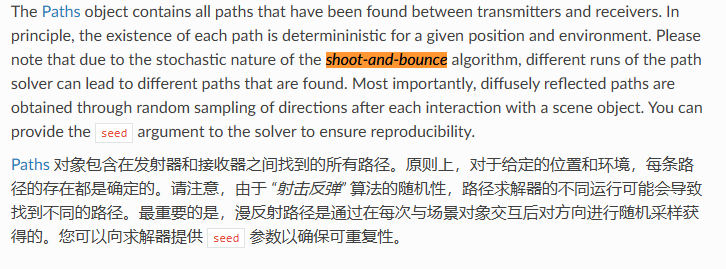 The Paths object contains all paths that have been found between transmitters and receivers. In
principle, the existence of each path is determininistic for a given position and environment. Please
note that due to the stochastic nature of the shoot-and-bounce algorithm, different runs of the path
solver can lead to different paths that are found. Most importantly, diffusely reflected paths are
obtained through random sampling of directions after each interaction with a scene object. You can
provide the seed argument to the solver to ensure reproducibility.
Paths 对象包含在发射器和接收器之间找到的所有路径。原则上，对于给定的位置和环境，每条路
径的存在都是确定的。请注意，由于 “射击反弹” 算法的随机性，路径求解器的不同运行可能会导致
找到不同的路径。最重要的是，漫反射路径是通过在每次与场景对象交互后对方向进行随机采样获
得的。您可以向求解器提供 seed 参数以确保可重复性。